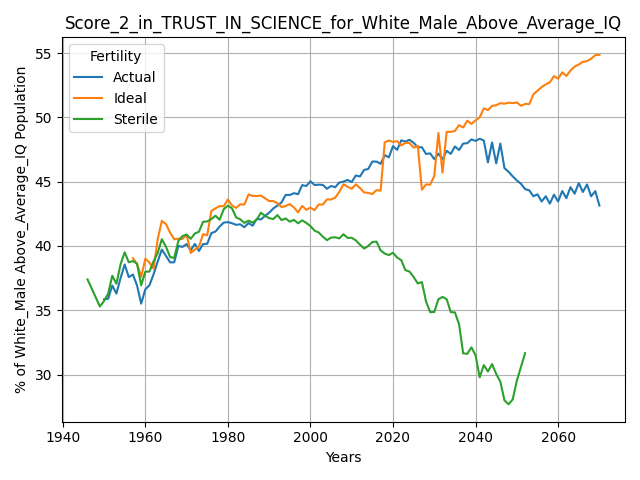 Score_2_in_TRUST_IN_SCIENCE_for_White_Male_Above_Average_IQ
Fertility
Actual
Ideal
Sterile
% of White_Male Above_Average_IQ Population
55
50
45
40
35
30
1940
1960
1980
2000
2020
2040
2060
Years